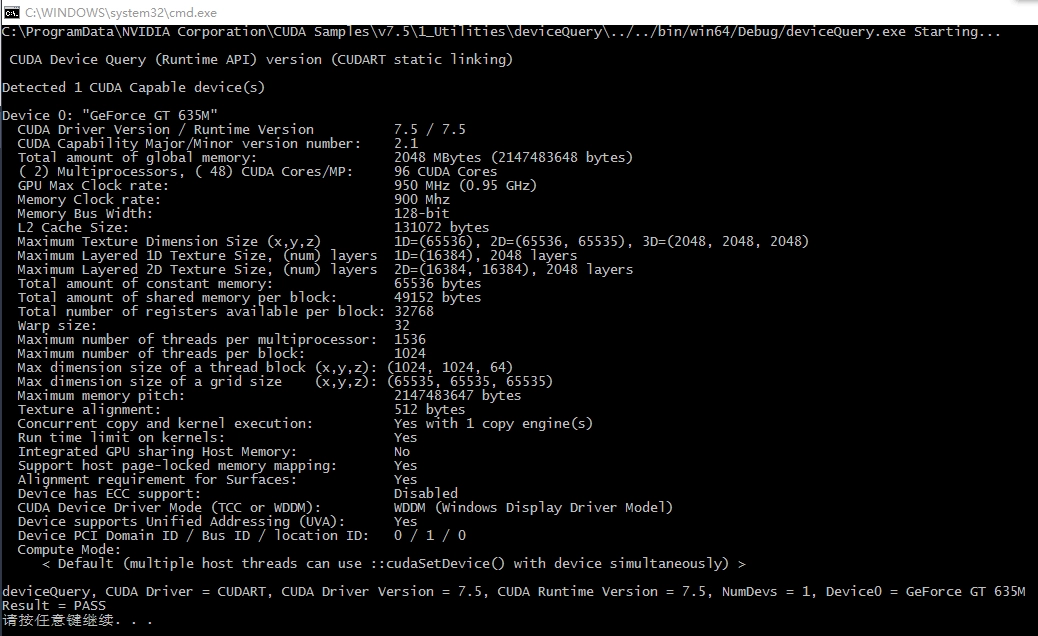 C:\WINDOWS\system32\cmd.exe
C:\ProgramData\NVIDIA Corporation\CUDA Samples\v7.5\1_Utilities\deviceQuery\../../bin/win64/Debug/deviceQuery.exe Starting...
CUDA Device Query (Runtime API) version (CUDART static linking)
Detected 1 CUDA Capable device(s)
Device 0: "GeForce GT 635M"
CUDA Driver Version / Runtime Version 7.5 / 7.5
CUDA Capability Major/Minor version number: 2.1
Total amount of global memory: 2048 MBytes (2147483648 bytes)
( 2) Multiprocessors, ( 48) CUDA Cores/MP: 96 CUDA Cores
GPU Max Clock rate: 950 MHz (0.95 GHz)
Memory Clock rate: 900 Mhz
Memory Bus Width: 128-bit
L2 Cache Size: 131072 bytes
Maximum Texture Dimension Size (x,y,z) 1D=(65536), 2D=(65536, 65535), 3D=(2048, 2048, 2048)
Maximum Layered 1D Texture Size, (num) layers 1D=(16384), 2048 layers
Maximum Layered 2D Texture Size, (num) layers 2D=(16384, 16384), 2048 layers
Total amount of constant memory: 65536 bytes
Total amount of shared memory per block: 49152 bytes
Total number of registers available per block: 32768
Warp size: 32
Maximum number of threads per multiprocessor: 1536
Maximum number of threads per block: 1024
Max dimension size of a thread block (x,y,z): (1024, 1024, 64)
Max dimension size of a grid size (x,y,z): (65535, 65535, 65535)
Maximum memory pitch: 2147483647 bytes
Texture alignment: 512 bytes
Concurrent copy and kernel execution: Yes with 1 copy engine(s)
Run time limit on kernels: Yes
Integrated GPU sharing Host Memory: No
Support host page-locked memory mapping: Yes
Alignment requirement for Surfaces: Yes
Device has ECC support: Disabled
CUDA Device Driver Mode (TCC or WDDM): WDDM (Windows Display Driver Model)
Device supports Unified Addressing (UVA): Yes
Device PCI Domain ID / Bus ID / location ID: 0 / 1 / 0
Compute Mode:
< Default (multiple host threads can use ::cudaSetDevice() with device simultaneously) >
deviceQuery, CUDA Driver = CUDART, CUDA Driver Version = 7.5, CUDA Runtime Version = 7.5, NumDevs = 1, Device0 = GeForce GT 635M
Result = PASS
请按任意键继续. . .